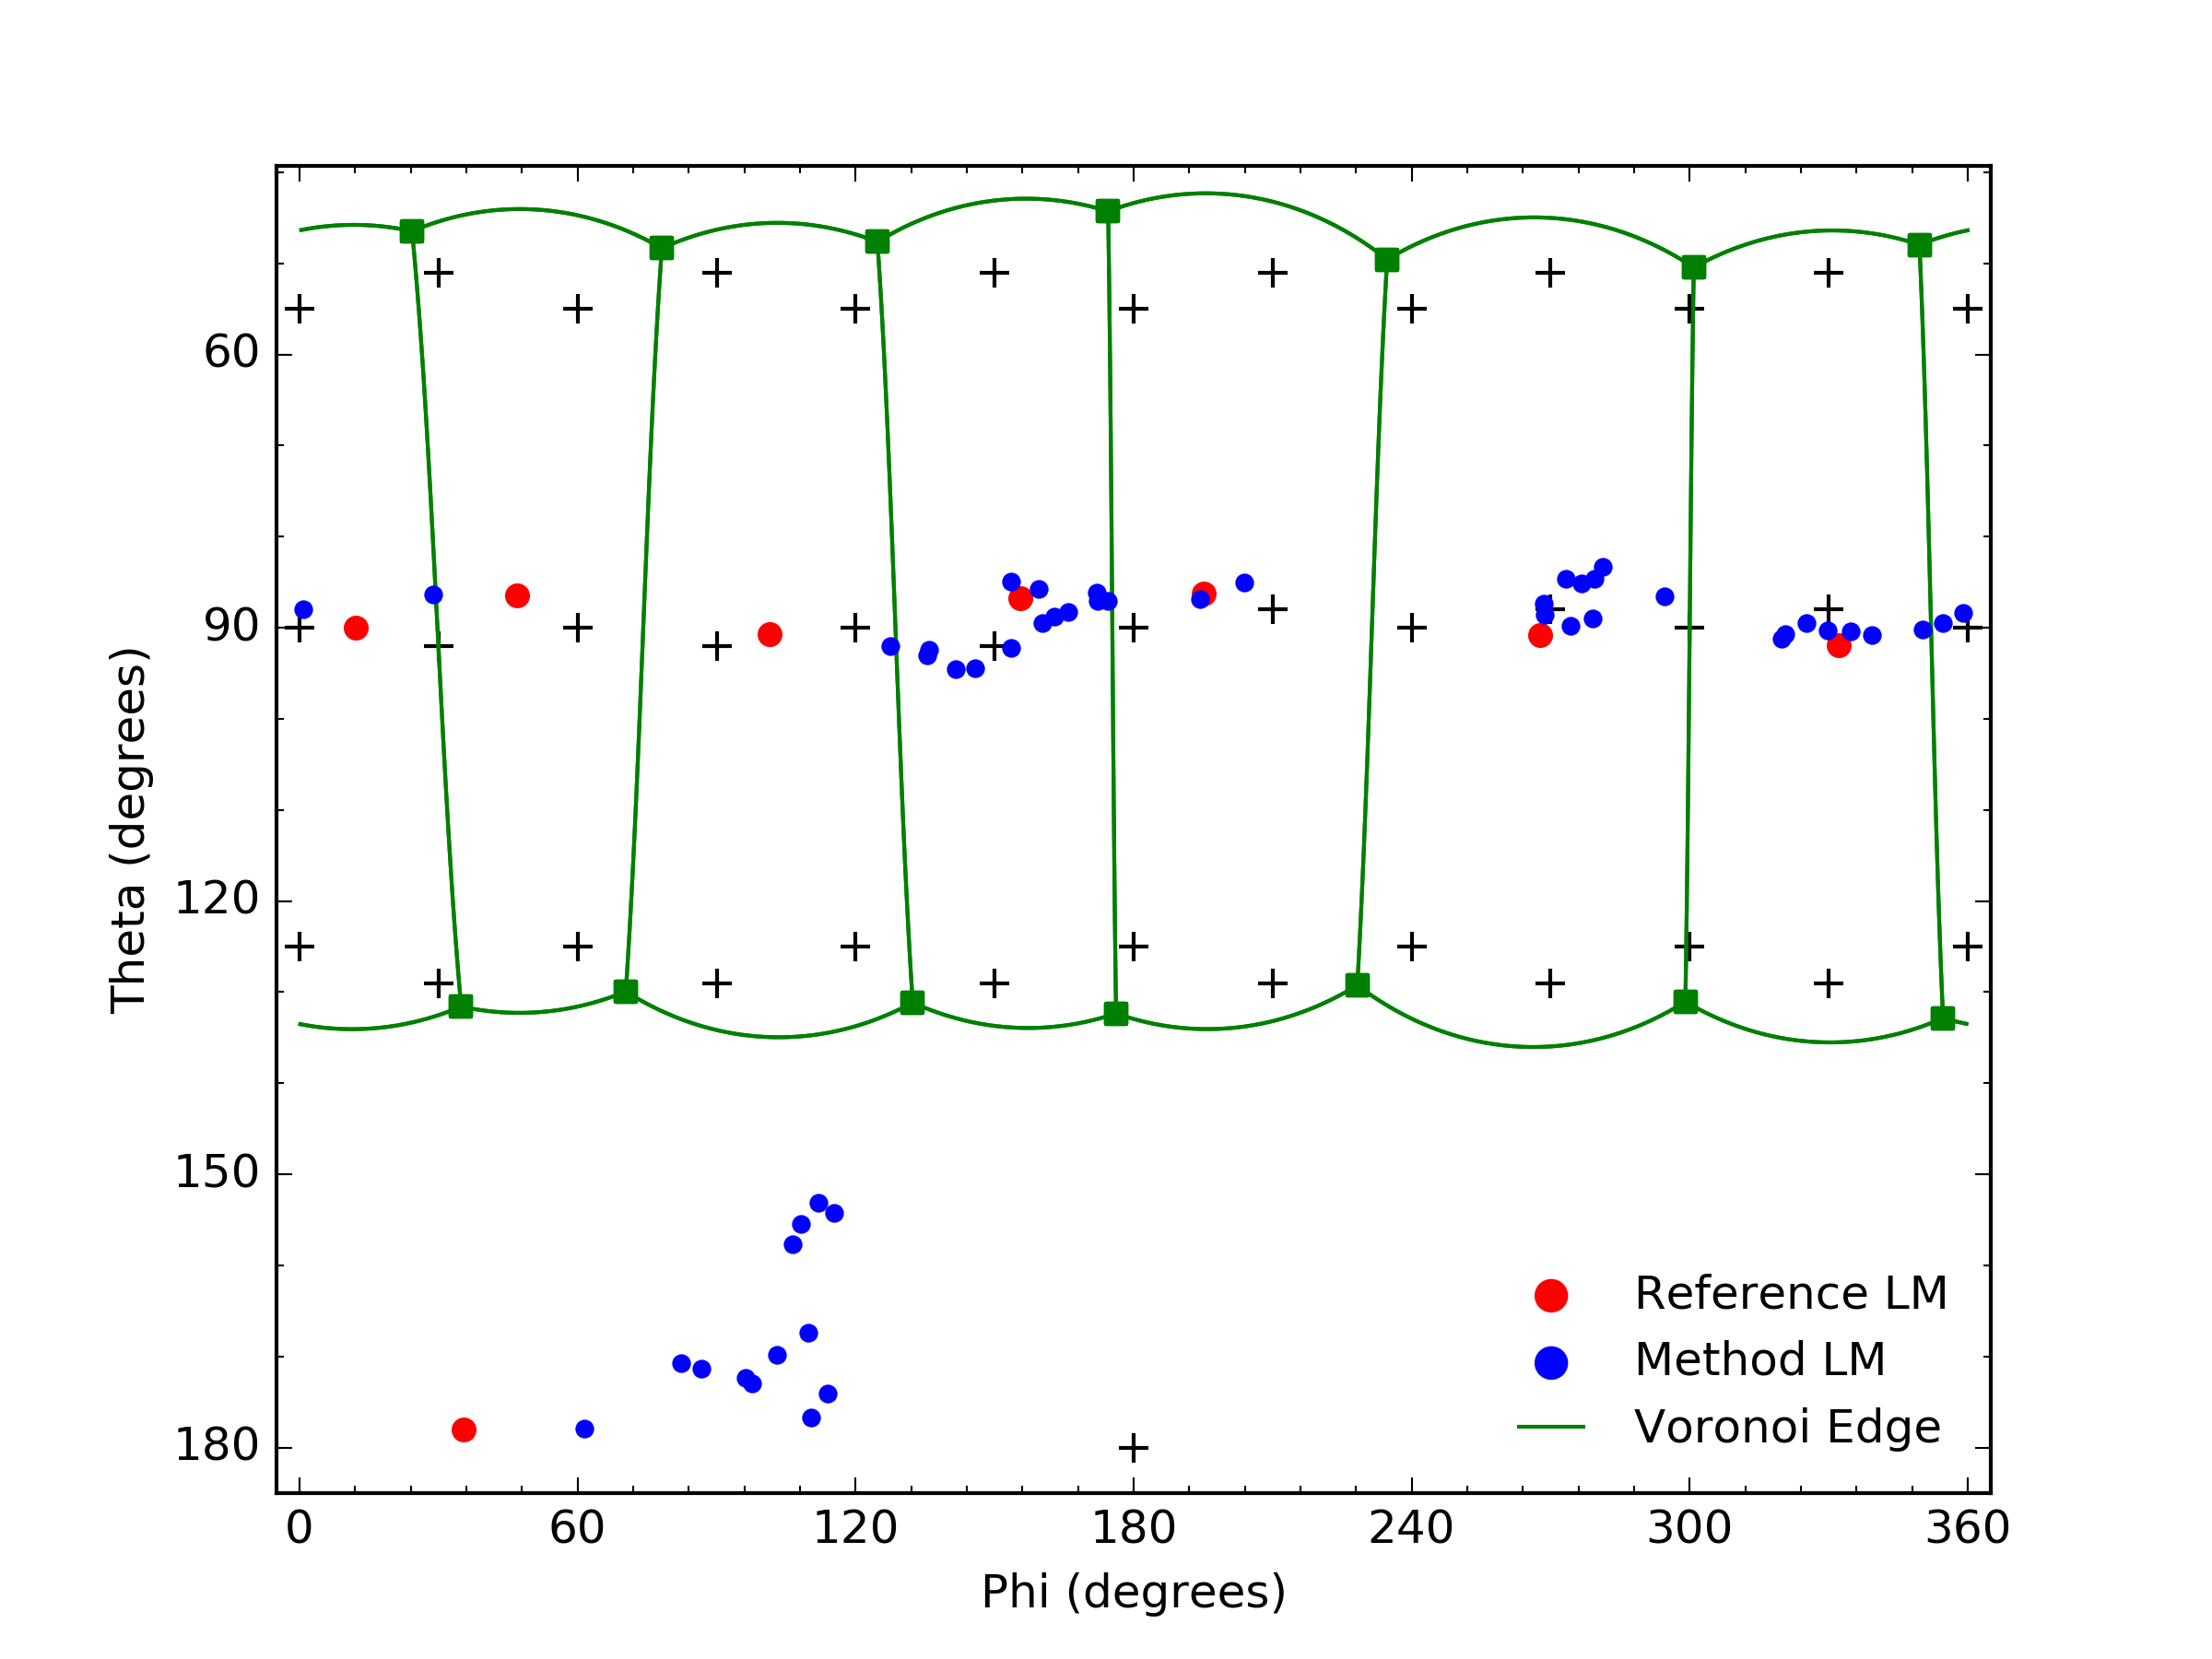 60
90
120
150
180
Theta (degrees)
0 60 120 180 240 300 360
Phi (degrees)
Reference LM
Method LM
Voronoi Edge